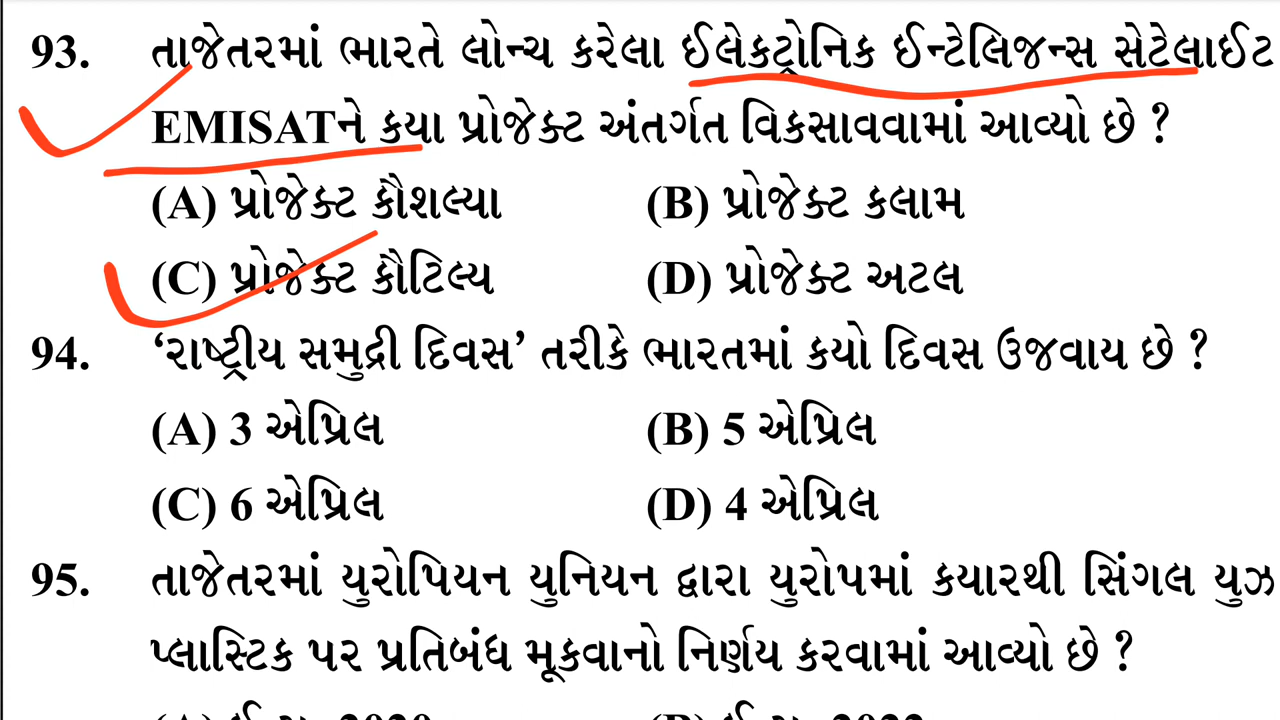 93. તાજેતરમાં ભારતે લોન્ચ કરેલા ઈલેક્ટ્રોનિક ઈન્ટેલિજન્સ સેટેલાઈટ
EMISATને કયા પ્રોજેક્ટ અંતર્ગત વિકસાવવામાં આવ્યો છે ?
(A) પ્રોજેક્ટ કૌશલ્યા (B) પ્રોજેક્ટ કલામ
(C) પ્રોજેક્ટ કૌટિલ્ય (D) પ્રોજેક્ટ અટલ
94. ‘રાષ્ટ્રીય સમુદ્રી દિવસ’ તરીકે ભારતમાં કયો દિવસ ઉજવાય છે ?
(A) 3 એપ્રિલ (B) 5 એપ્રિલ
(C) 6 એપ્રિલ (D) 4 એપ્રિલ
95. તાજેતરમાં યુરોપિયન યુનિયન દ્વારા યુરોપમાં કયારથી સિંગલ યુઝ
પ્લાસ્ટિક પર પ્રતિબંધ મૂકવાનો નિર્ણય કરવામાં આવ્યો છે ?